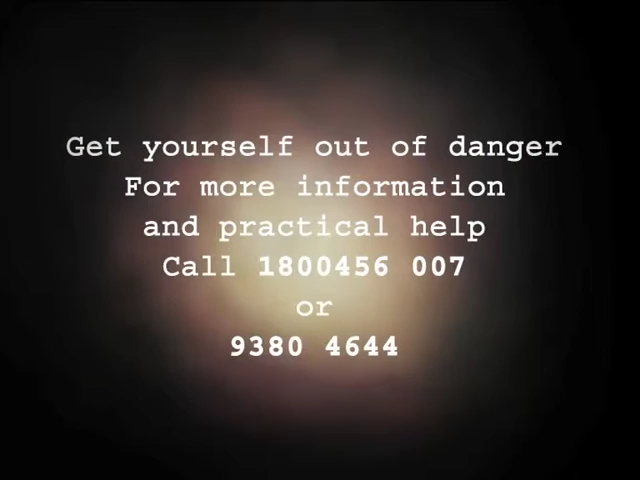 Get yourself out of danger
For more information
and practical help
Call 1800456 007
or
9380 4644